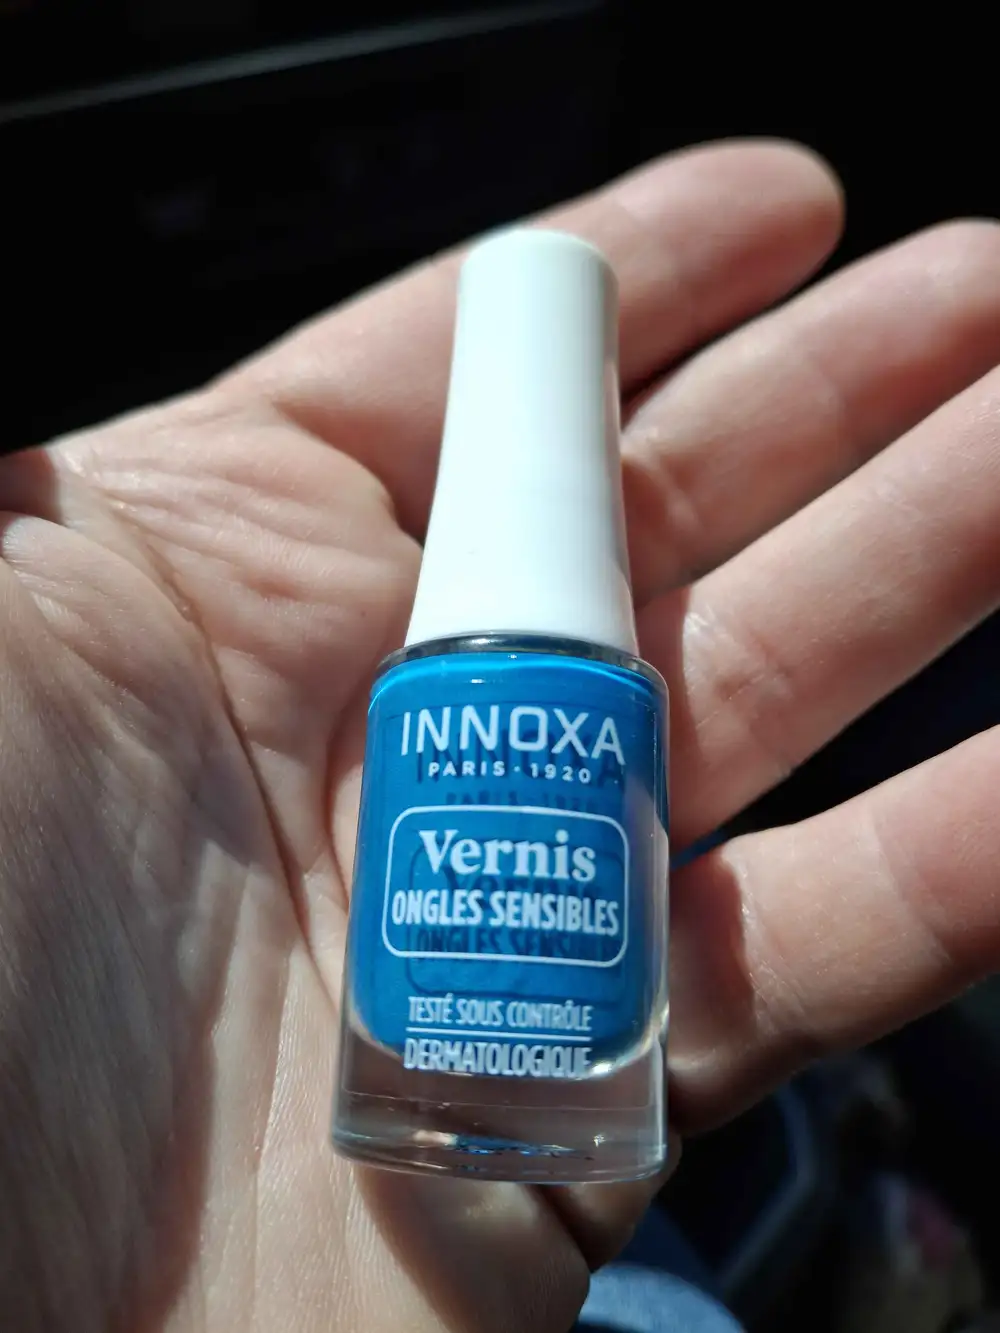 INNOXA
PARIS · 1920
Vernis
ONGLES SENSIBLES
TESTÉ SOUS CONTRÔLE
DERMATOLOGIQUE